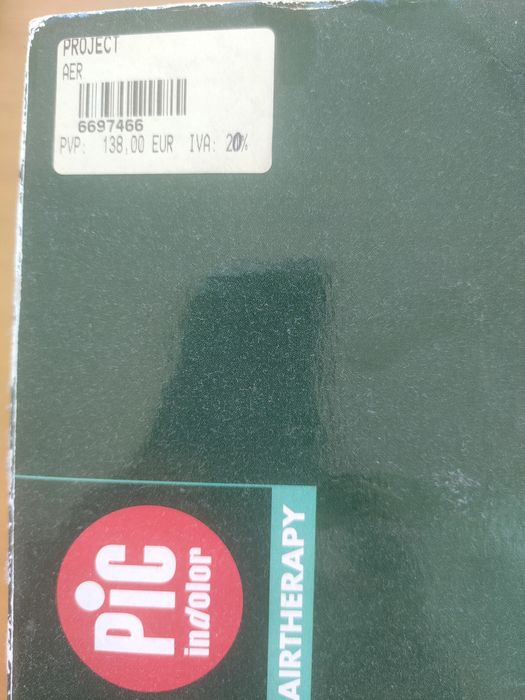 PROJECT
AER
6697466
PVP: 138,00 EUR IVA: 20%
Pic
indolor
AIRTHERAPY